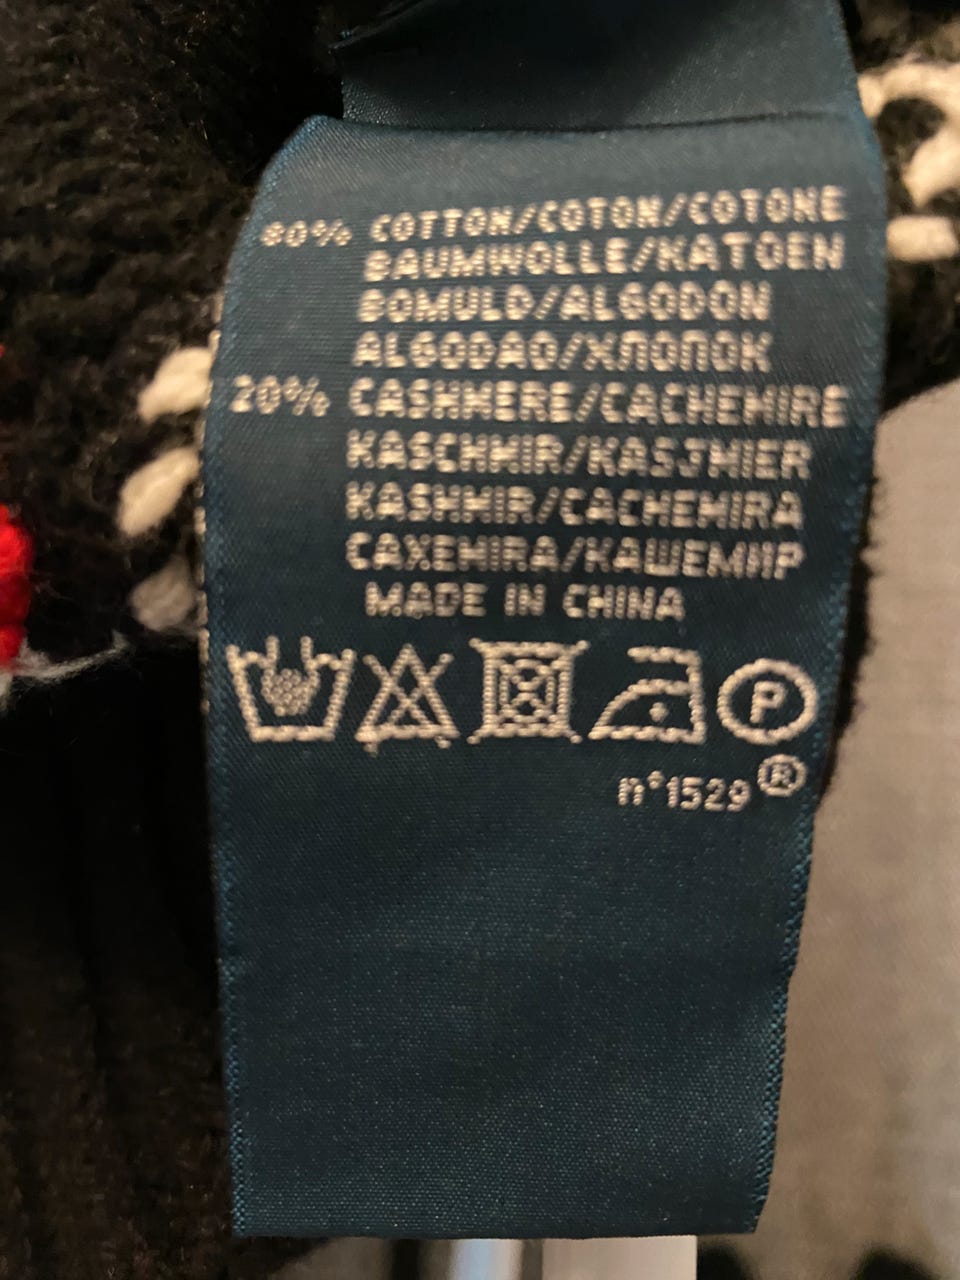 80% COTTON/COTON/COTONE
BAUMWOLLE/KATOEN
BOMULD/ALGODON
ALGODAO/ХЛОПОК
20% CASHMERE/CACHEMIRE
KASCHMIR/KASJMIER
KASHMIR/CACHEMIRA
CAXEMIRA/КАШЕМИР
MADE IN CHINA
P
n°1529®